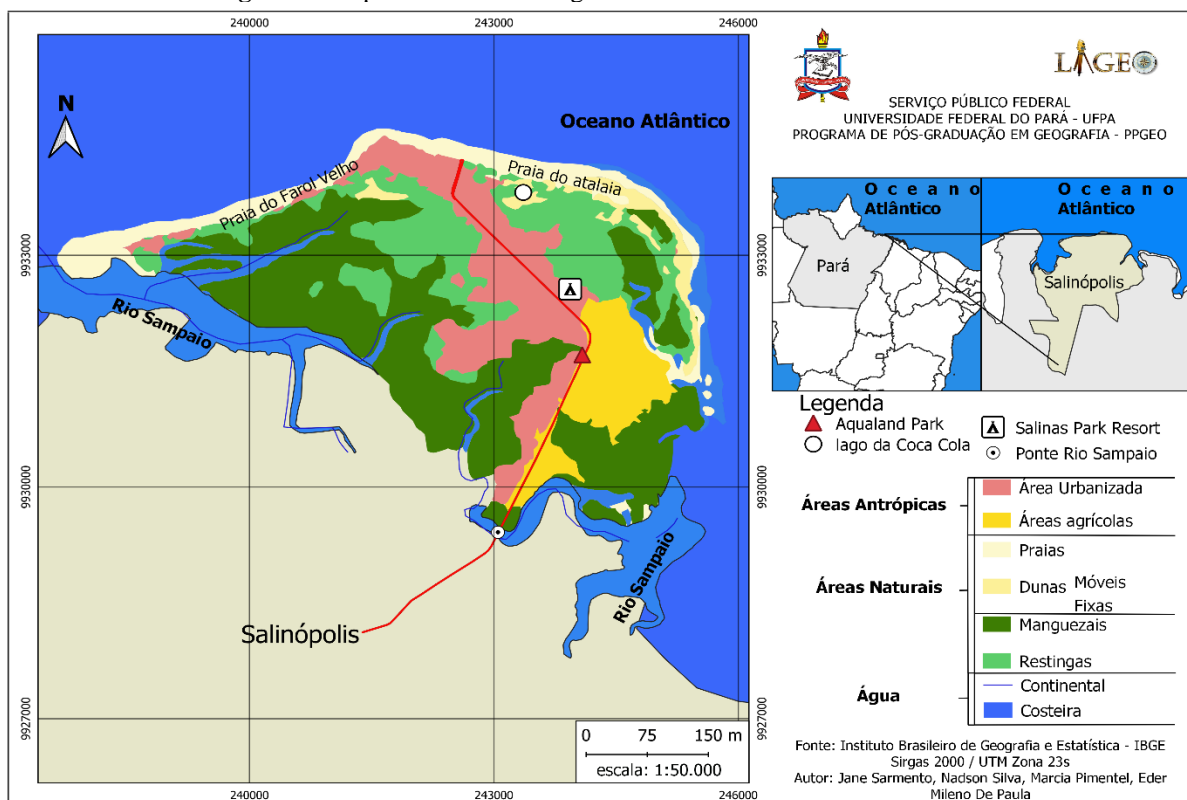 240000 243000 246000
N
Oceano Atlântico
Praia do Farol Velho
Praia do atalaia
9933000 9933000
Rio Sampaio
9930000 9930000
Rio Sampaio
Salinópolis
9927000 9927000
0 75 150 m
escala: 1:50.000
240000 243000 246000
LAGEO
SERVIÇO PÚBLICO FEDERAL
UNIVERSIDADE FEDERAL DO PARÁ - UFPA
PROGRAMA DE PÓS-GRADUAÇÃO EM GEOGRAFIA - PPGEO
Oceano
Atlântico
Pará
Oceano
Atlântico
Salinópolis
Legenda
Aqualand Park
lago da Coca Cola
Salinas Park Resort
Ponte Rio Sampaio
Áreas Antrópicas
Área Urbanizada
Áreas agrícolas
Áreas Naturais
Praias
Dunas Móveis
Fixas
Manguezais
Restingas
Água
Continental
Costeira
Fonte: Instituto Brasileiro de Geografia e Estatística - IBGE
Sirgas 2000 / UTM Zona 23s
Autor: Jane Sarmento, Nadson Silva, Marcia Pimentel, Eder
Mileno De Paula